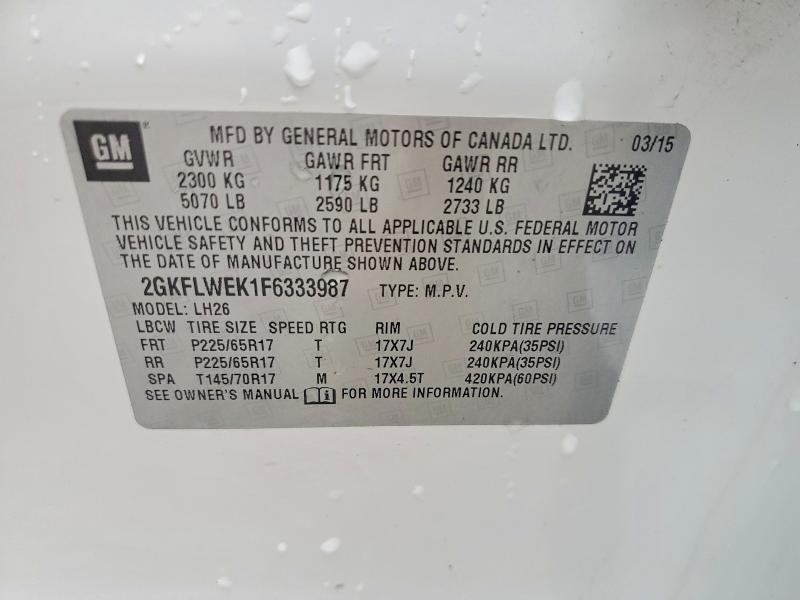 GM® MFD BY GENERAL MOTORS OF CANADA LTD. 03/15
GVWR GAWR FRT GAWR RR
2300 KG 1175 KG 1240 KG
5070 LB 2590 LB 2733 LB
THIS VEHICLE CONFORMS TO ALL APPLICABLE U.S. FEDERAL MOTOR
VEHICLE SAFETY AND THEFT PREVENTION STANDARDS IN EFFECT ON
THE DATE OF MANUFACTURE SHOWN ABOVE.
2GKFLWEK1F6333987 TYPE: M.P.V.
MODEL: LH26
LBCW TIRE SIZE SPEED RTG RIM COLD TIRE PRESSURE
FRT P225/65R17 T 17X7J 240KPA(35PSI)
RR P225/65R17 T 17X7J 240KPA(35PSI)
SPA T145/70R17 M 17X4.5T 420KPA(60PSI)
SEE OWNER'S MANUAL FOR MORE INFORMATION.